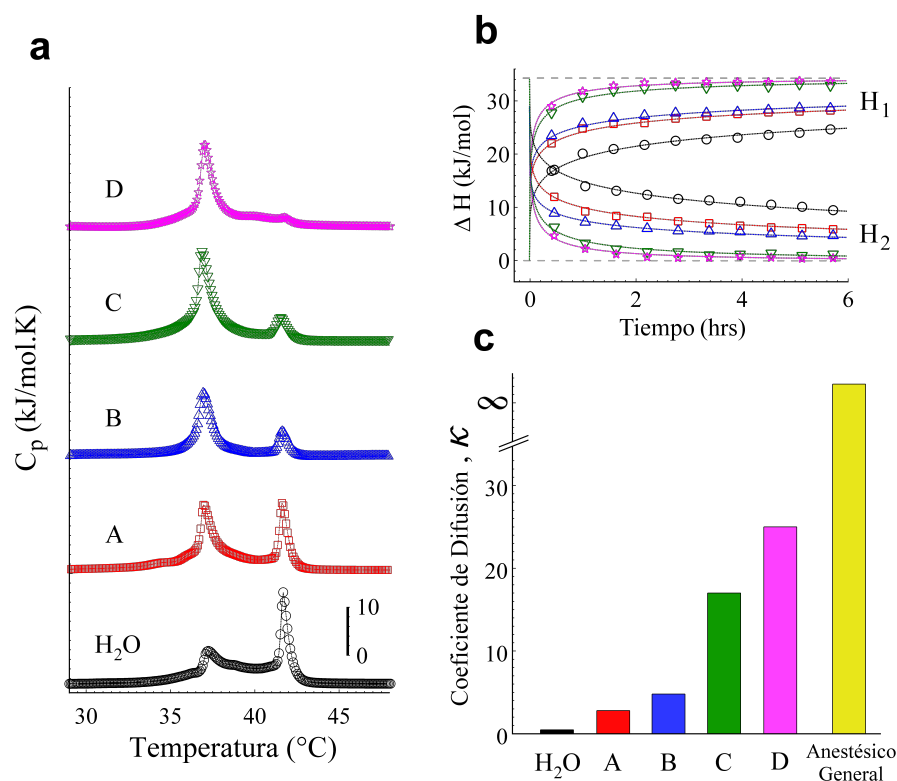 a
D
C
B
A
H2O
10
0
Cp (kJ/mol.K)
30 35 40 45
Temperatura (°C)
b
30
20
10
0
Δ H (kJ/mol)
H1
H2
0 2 4 6
Tiempo (hrs)
c
∞
30
20
10
0
Coeficiente de Difusión , κ
H2O A B C D Anestésico
General